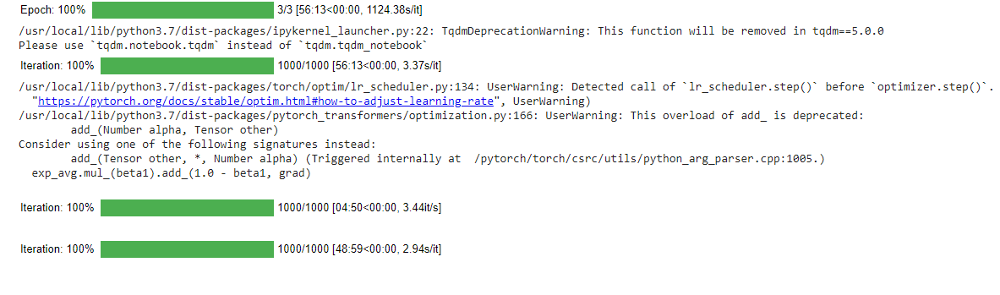 Epoch: 100% 3/3 [56:13<00:00, 1124.38s/it]
/usr/local/lib/python3.7/dist-packages/ipykernel_launcher.py:22: TqdmDeprecationWarning: This function will be removed in tqdm==5.0.0
Please use `tqdm.notebook.tqdm` instead of `tqdm.tqdm_notebook`
Iteration: 100% 1000/1000 [56:13<00:00, 3.37s/it]
/usr/local/lib/python3.7/dist-packages/torch/optim/lr_scheduler.py:134: UserWarning: Detected call of `lr_scheduler.step()` before `optimizer.step()`.
"https://pytorch.org/docs/stable/optim.html#how-to-adjust-learning-rate", UserWarning)
/usr/local/lib/python3.7/dist-packages/pytorch_transformers/optimization.py:166: UserWarning: This overload of add_ is deprecated:
add_(Number alpha, Tensor other)
Consider using one of the following signatures instead:
add_(Tensor other, *, Number alpha) (Triggered internally at  /pytorch/torch/csrc/utils/python_arg_parser.cpp:1005.)
exp_avg.mul_(beta1).add_(1.0 - beta1, grad)
Iteration: 100% 1000/1000 [04:50<00:00, 3.44it/s]
Iteration: 100% 1000/1000 [48:59<00:00, 2.94s/it]